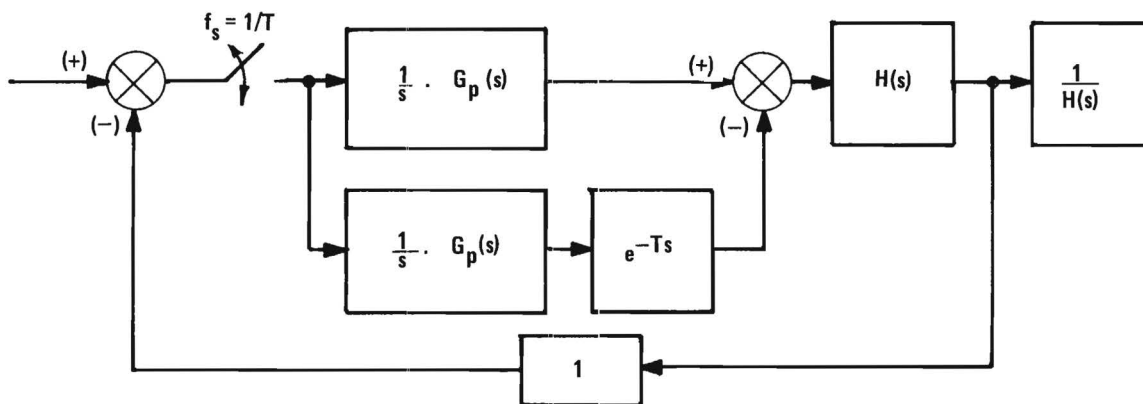 f_s = 1/T
(+)
(−)
1/s · G_p(s)
(+)
(−)
H(s)
1/H(s)
1/s · G_p(s)
e^−Ts
1